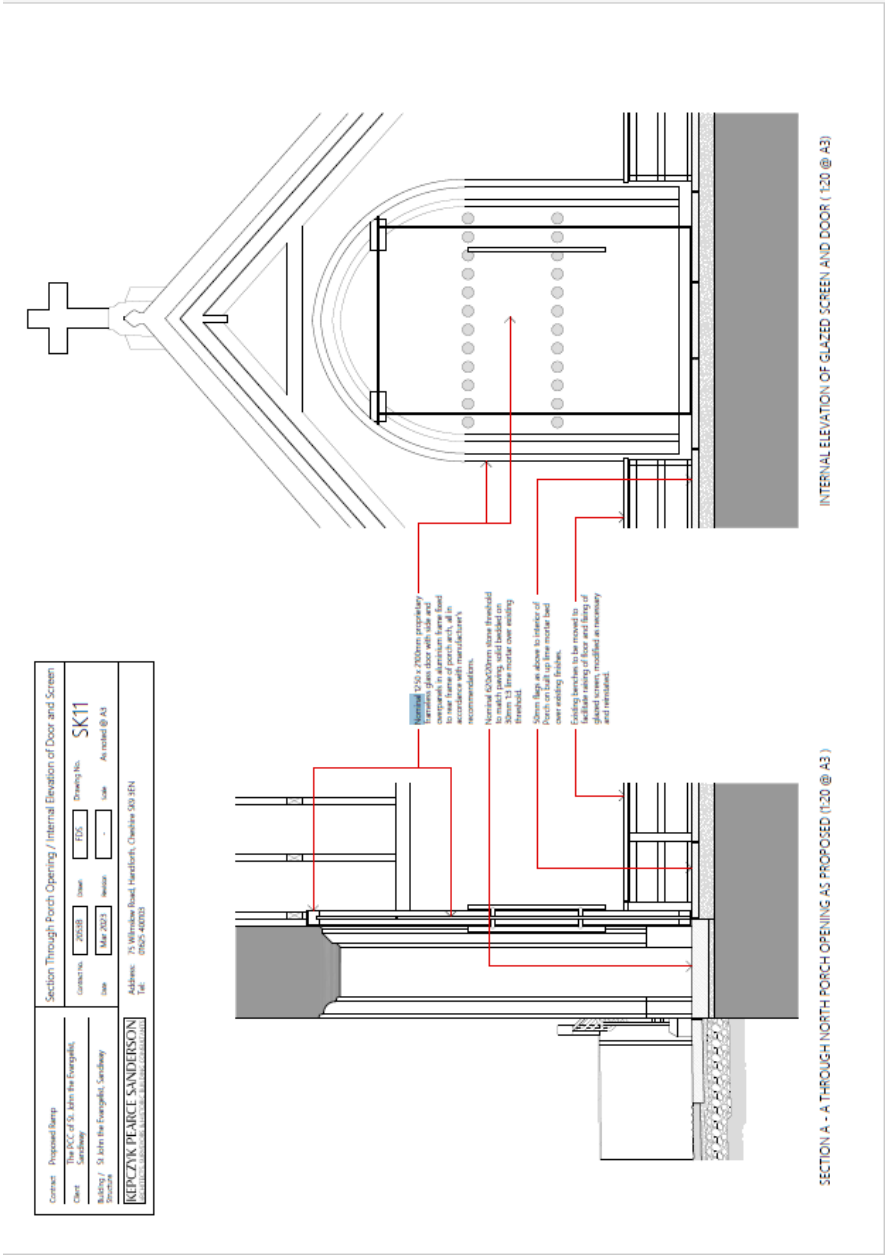 Nominal 1250 x 2100mm proprietary
frameless glass door with side and
overpanels in aluminium frame fixed
to rear frame of porch arch, all in
accordance with manufacturer's
recommendations.
Nominal 620x120mm stone threshold
to match paving, solid bedded on
30mm 1:3 lime mortar over existing
threshold.
50mm flags as above to interior of
Porch on built up lime mortar bed
over existing finishes.
Existing benches to be moved to
facilitate raising of floor and fixing of
glazed screen, modified as necessary
and reinstated.
SECTION A - A THROUGH NORTH PORCH OPENING AS PROPOSED (1:20 @ A3 )
INTERNAL ELEVATION OF GLAZED SCREEN AND DOOR ( 1:20 @ A3)
Contract Proposed Ramp
Client The PCC of St. John the Evangelist,
Sandiway
Building / St John the Evangelist, Sandiway
Structure
KEPCZYK PEARCE SANDERSON
ARCHITECTS SURVEYORS & HISTORIC BUILDING CONSULTANTS
Section Through Porch Opening / Internal Elevation of Door and Screen
Contract No. 2053B Drawn FDS Drawing No. SK11
Date Mar 2023 Revision - Scale As noted @ A3
Address: 75 Wilmslow Road, Handforth, Cheshire SK9 3EN
Tel: 01625 400103